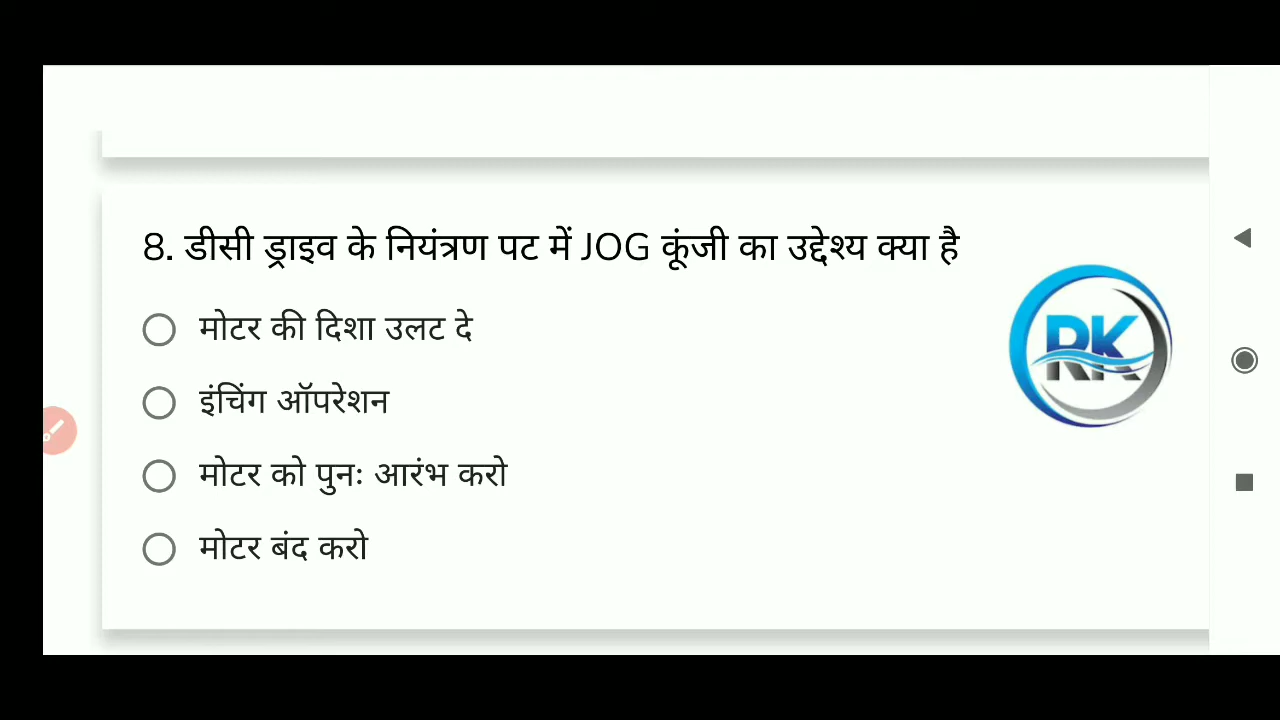 8. डीसी ड्राइव के नियंत्रण पट में JOG कूंजी का उद्देश्य क्या है
मोटर की दिशा उलट दे
इंचिंग ऑपरेशन
मोटर को पुनः आरंभ करो
मोटर बंद करो
RK